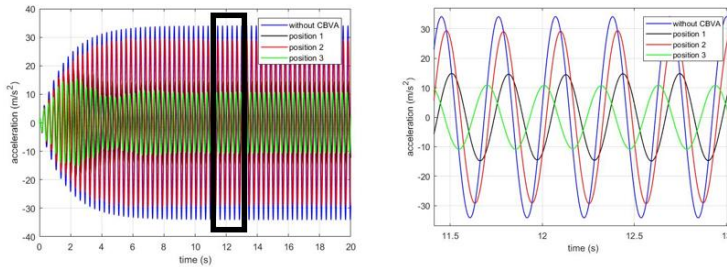 40
30
20
10
0
-10
-20
-30
-40
acceleration (m/s²)
0 2 4 6 8 10 12 14 16 18 20
time (s)
without CBVA
position 1
position 2
position 3
30
20
10
0
-10
-20
-30
acceleration (m/s²)
11.5 12 12.5
time (s)
without CBVA
position 1
position 2
position 3